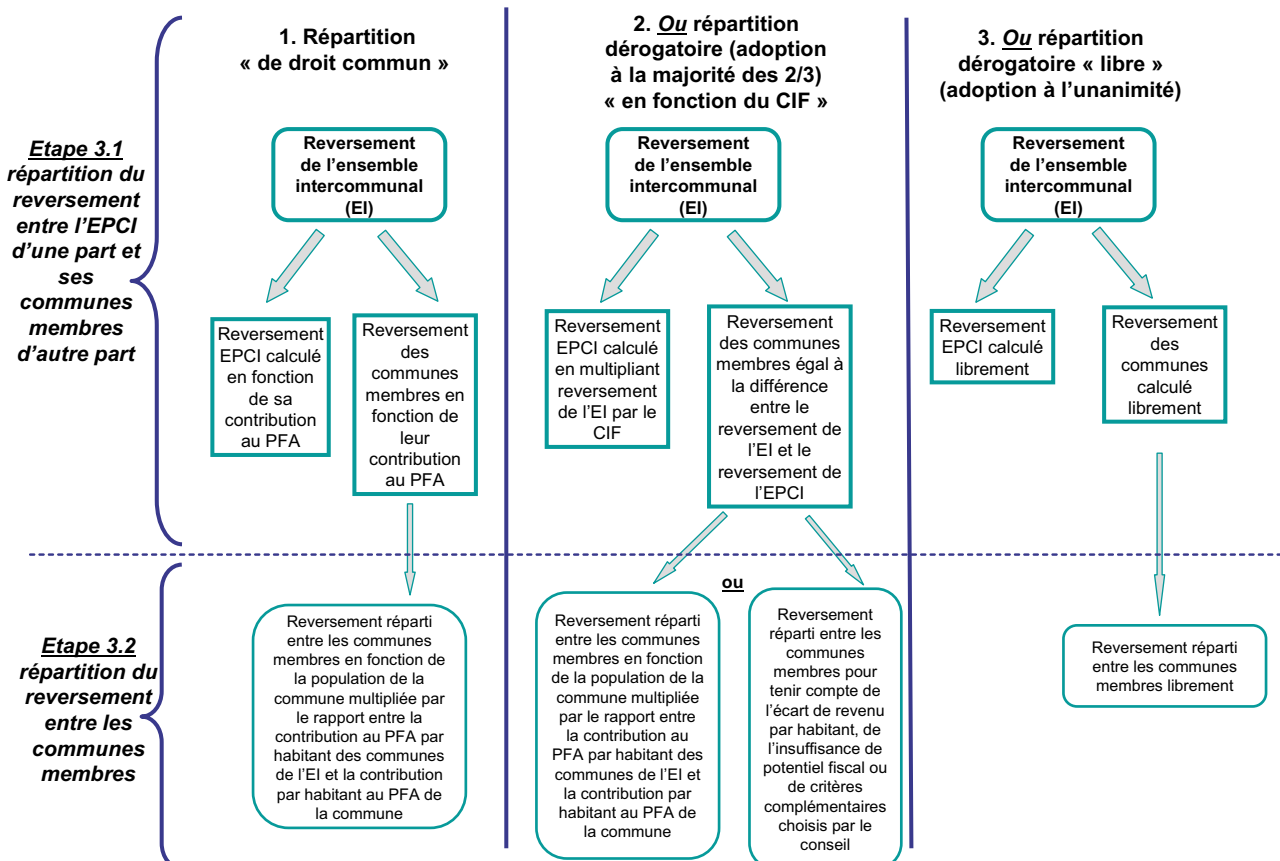 1. Répartition
« de droit commun »
2. Ou répartition
dérogatoire (adoption
à la majorité des 2/3)
« en fonction du CIF »
3. Ou répartition
dérogatoire « libre »
(adoption à l'unanimité)
Etape 3.1
répartition du
reversement
entre l'EPCI
d'une part et
ses
communes
membres
d'autre part
Reversement
de l'ensemble
intercommunal
(EI)
Reversement
de l'ensemble
intercommunal
(EI)
Reversement
de l'ensemble
intercommunal
(EI)
Reversement
EPCI calculé
en fonction
de sa
contribution
au PFA
Reversement
des
communes
membres en
fonction de
leur
contribution
au PFA
Reversement
EPCI calculé
en multipliant
reversement
de l'EI par le
CIF
Reversement
des communes
membres égal à
la différence
entre le
reversement de
l'EI et le
reversement de
l'EPCI
Reversement
EPCI calculé
librement
Reversement
des
communes
calculé
librement
Etape 3.2
répartition du
reversement
entre les
communes
membres
Reversement réparti
entre les communes
membres en fonction de
la population de la
commune multipliée par
le rapport entre la
contribution au PFA par
habitant des communes
de l'EI et la contribution
par habitant au PFA de
la commune
Reversement réparti
entre les communes
membres en fonction
de la population de la
commune multipliée
par le rapport entre
la contribution au
PFA par habitant des
communes de l'EI et
la contribution par
habitant au PFA de
la commune
ou
Reversement
réparti entre les
communes
membres pour
tenir compte de
l'écart de revenu
par habitant, de
l'insuffisance de
potentiel fiscal ou
de critères
complémentaires
choisis par le
conseil
Reversement réparti
entre les communes
membres librement